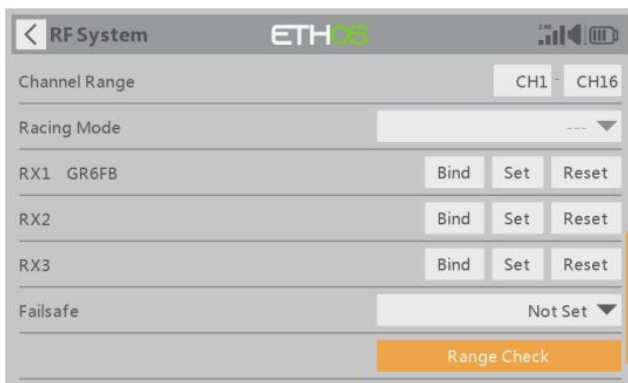 RF System ETHOS
Channel Range CH1 - CH16
Racing Mode ---
RX1 GR6FB Bind Set Reset
RX2 Bind Set Reset
RX3 Bind Set Reset
Failsafe Not Set
Range Check